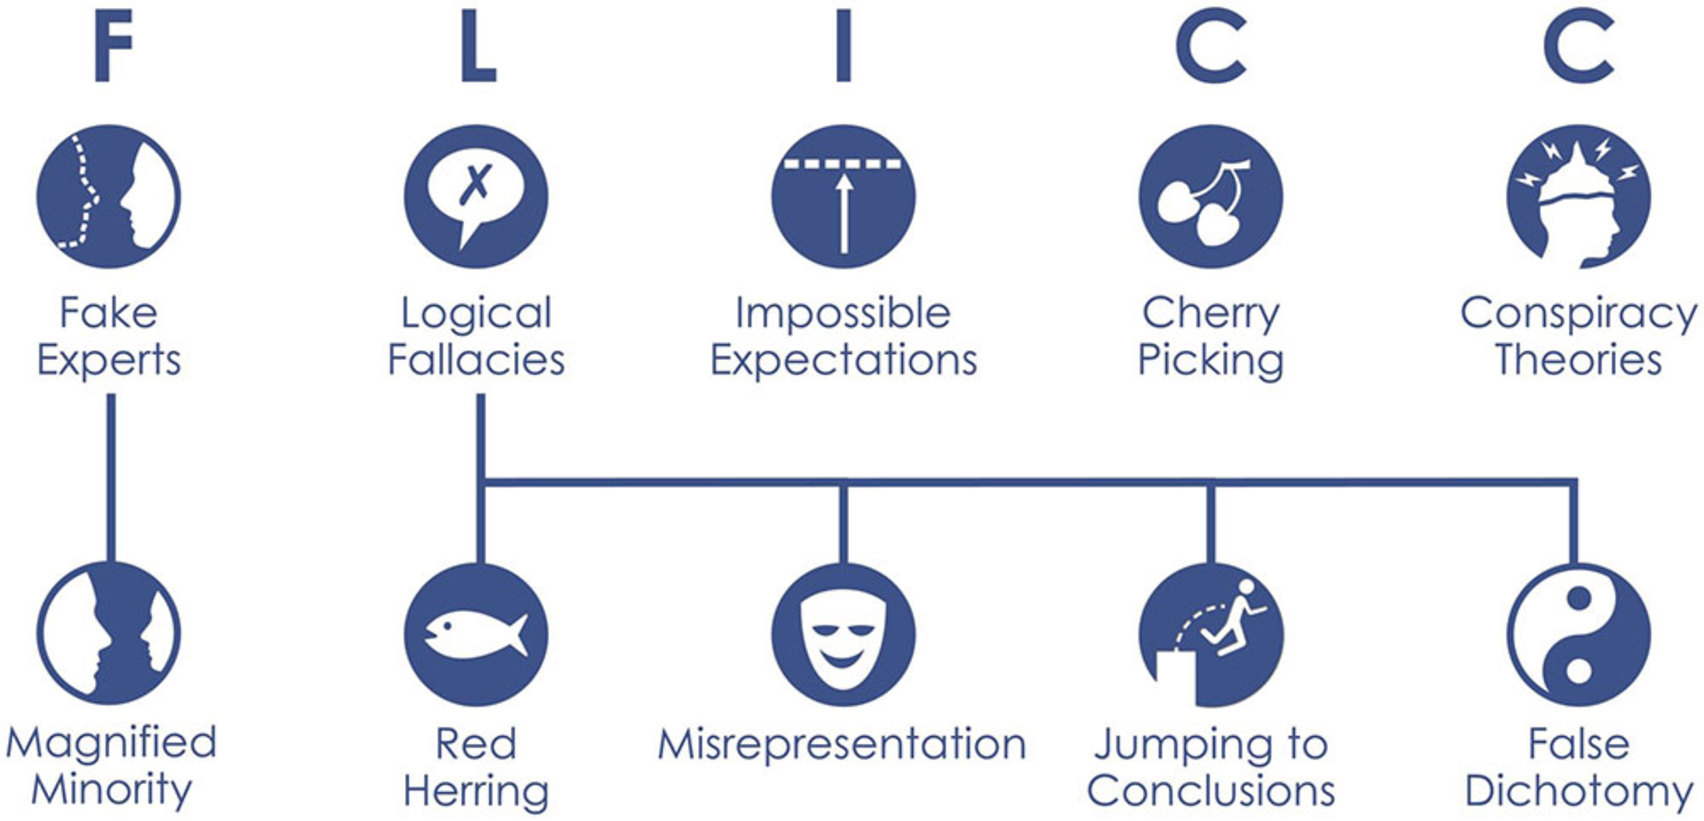 F
L
I
C
C
Fake
Experts
Logical
Fallacies
Impossible
Expectations
Cherry
Picking
Conspiracy
Theories
Magnified
Minority
Red
Herring
Misrepresentation
Jumping to
Conclusions
False
Dichotomy